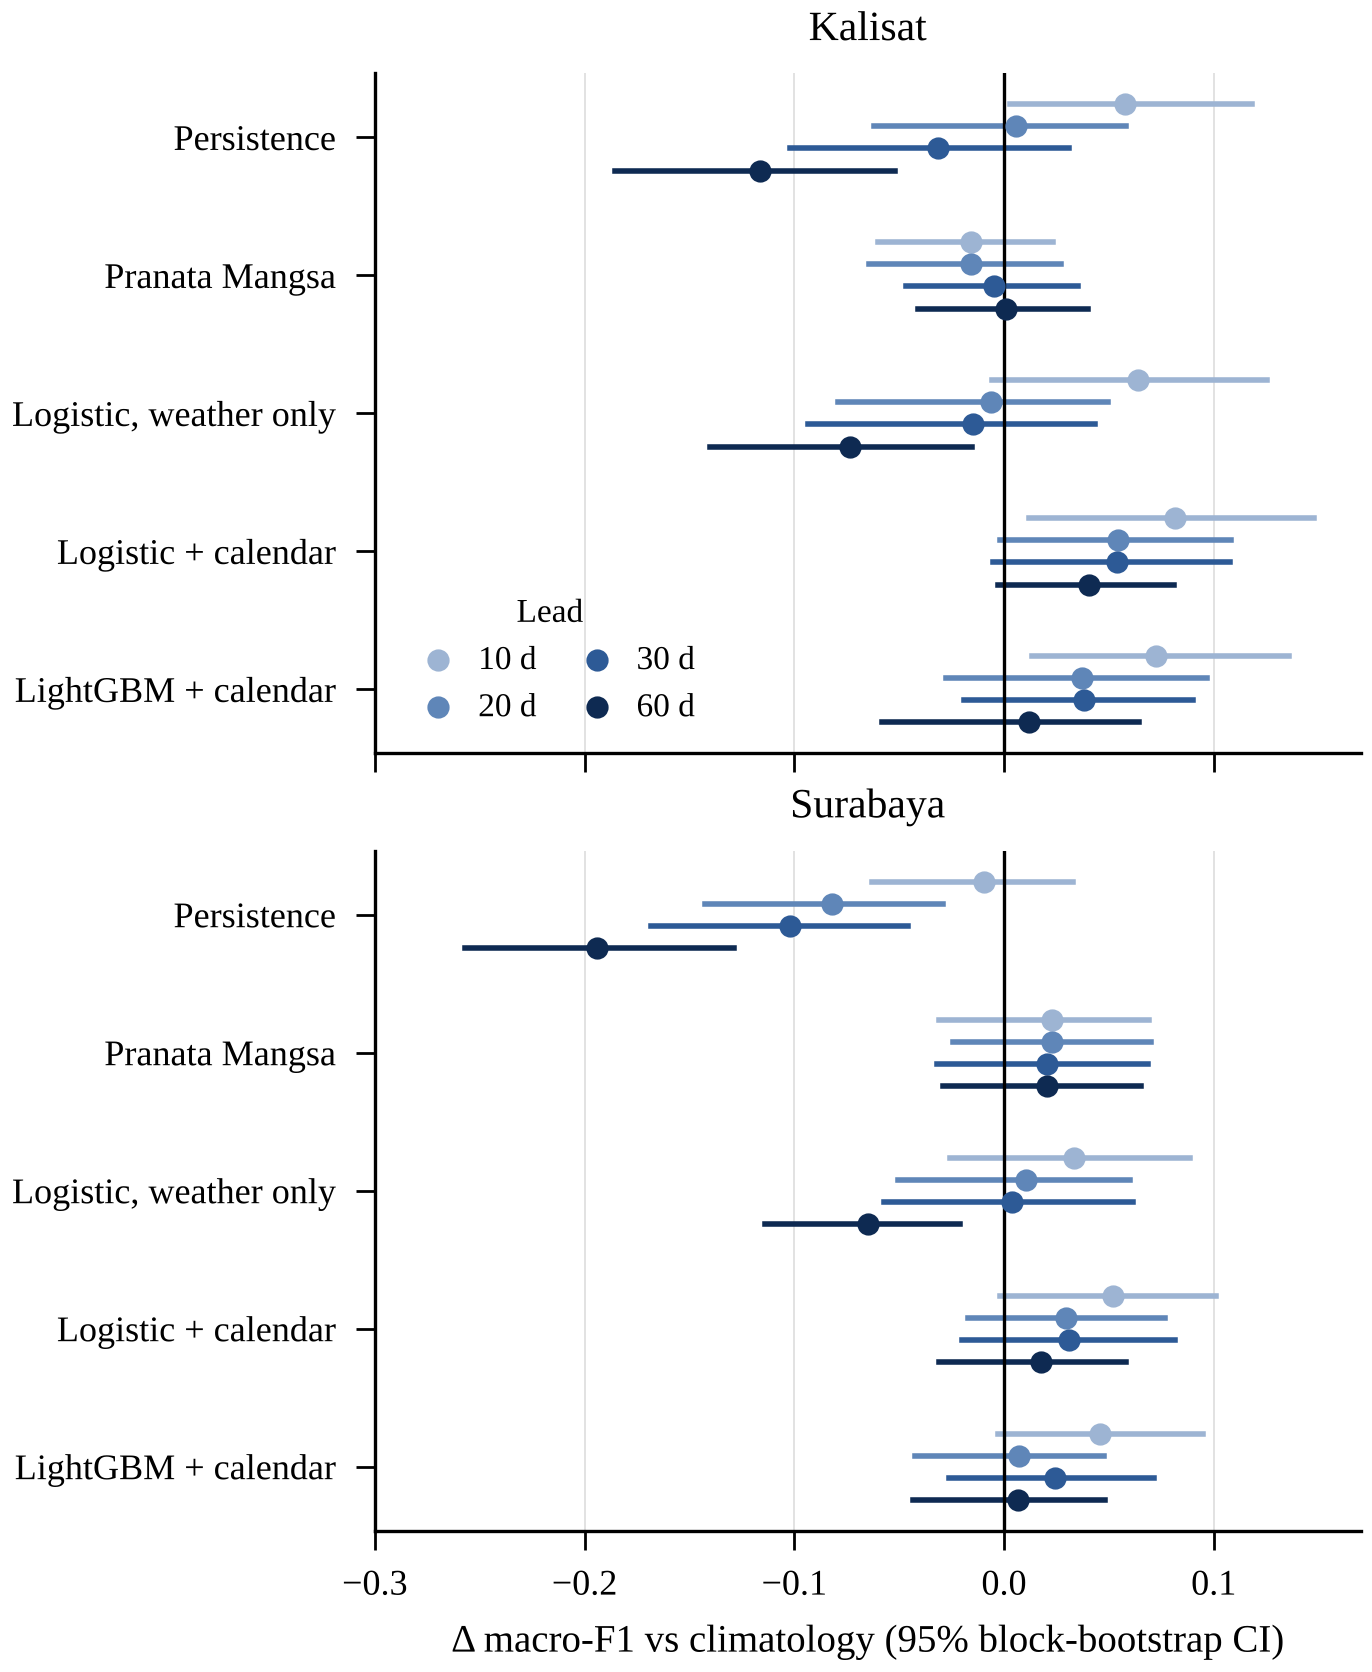 Kalisat
Persistence
Pranata Mangsa
Logistic, weather only
Logistic + calendar
LightGBM + calendar
Lead
10 d
20 d
30 d
60 d
Surabaya
Persistence
Pranata Mangsa
Logistic, weather only
Logistic + calendar
LightGBM + calendar
−0.3 −0.2 −0.1 0.0 0.1
Δ macro-F1 vs climatology (95% block-bootstrap CI)